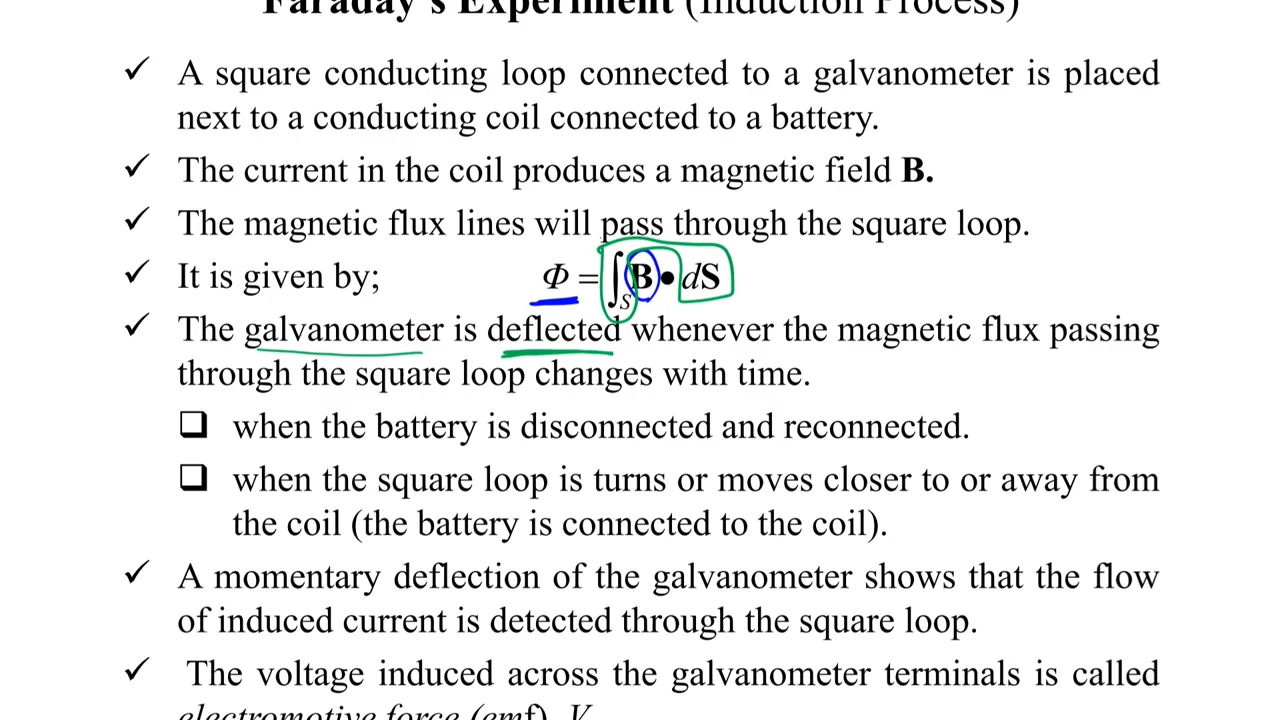 Faraday's Experiment (Induction Process)
✓ A square conducting loop connected to a galvanometer is placed
next to a conducting coil connected to a battery.
✓ The current in the coil produces a magnetic field B.
✓ The magnetic flux lines will pass through the square loop.
✓ It is given by; Φ = ∫_S B • dS
✓ The galvanometer is deflected whenever the magnetic flux passing
through the square loop changes with time.
❑ when the battery is disconnected and reconnected.
❑ when the square loop is turns or moves closer to or away from
the coil (the battery is connected to the coil).
✓ A momentary deflection of the galvanometer shows that the flow
of induced current is detected through the square loop.
✓ The voltage induced across the galvanometer terminals is called
electromotive force (emf), V